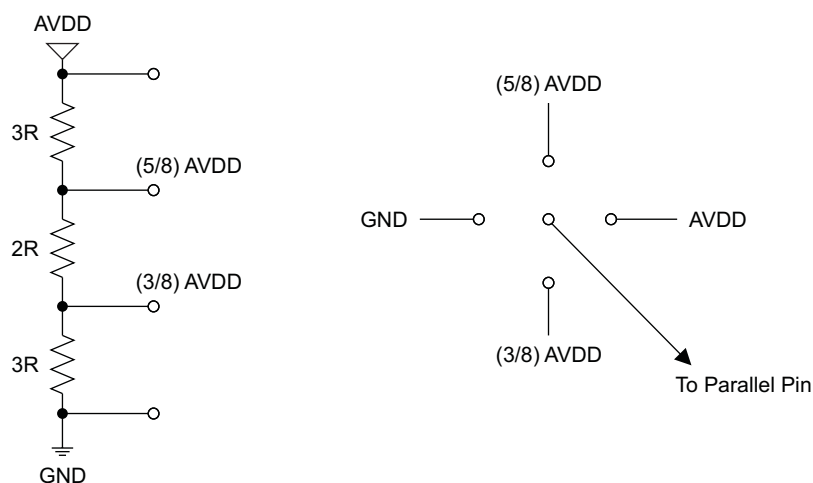 AVDD
3R
(5/8) AVDD
2R
(3/8) AVDD
3R
GND
(5/8) AVDD
GND
AVDD
(3/8) AVDD
To Parallel Pin